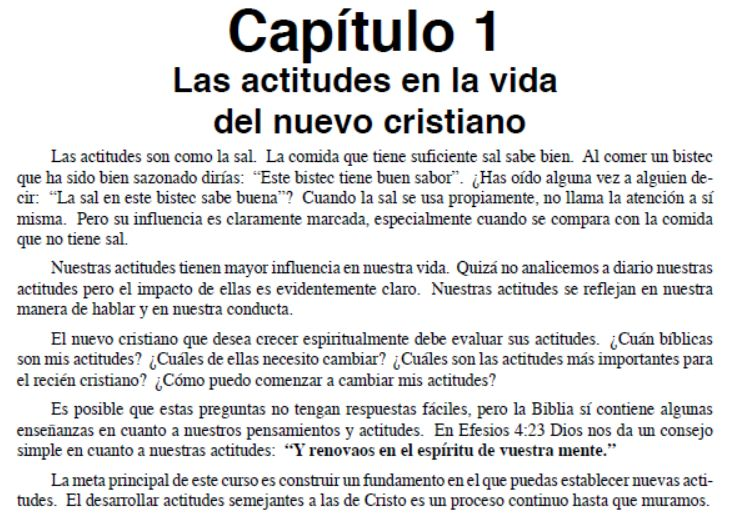 Capítulo 1
Las actitudes en la vida
del nuevo cristiano
Las actitudes son como la sal. La comida que tiene suficiente sal sabe bien. Al comer un bistec
que ha sido bien sazonado dirías: “Este bistec tiene buen sabor”. ¿Has oído alguna vez a alguien de-
cir: “La sal en este bistec sabe buena”? Cuando la sal se usa propiamente, no llama la atención a sí
misma. Pero su influencia es claramente marcada, especialmente cuando se compara con la comida
que no tiene sal.
Nuestras actitudes tienen mayor influencia en nuestra vida. Quizá no analicemos a diario nuestras
actitudes pero el impacto de ellas es evidentemente claro. Nuestras actitudes se reflejan en nuestra
manera de hablar y en nuestra conducta.
El nuevo cristiano que desea crecer espiritualmente debe evaluar sus actitudes. ¿Cuán bíblicas
son mis actitudes? ¿Cuáles de ellas necesito cambiar? ¿Cuáles son las actitudes más importantes para
el recién cristiano? ¿Cómo puedo comenzar a cambiar mis actitudes?
Es posible que estas preguntas no tengan respuestas fáciles, pero la Biblia sí contiene algunas
enseñanzas en cuanto a nuestros pensamientos y actitudes. En Efesios 4:23 Dios nos da un consejo
simple en cuanto a nuestras actitudes: “Y renovaos en el espíritu de vuestra mente.”
La meta principal de este curso es construir un fundamento en el que puedas establecer nuevas acti-
tudes. El desarrollar actitudes semejantes a las de Cristo es un proceso continuo hasta que muramos.